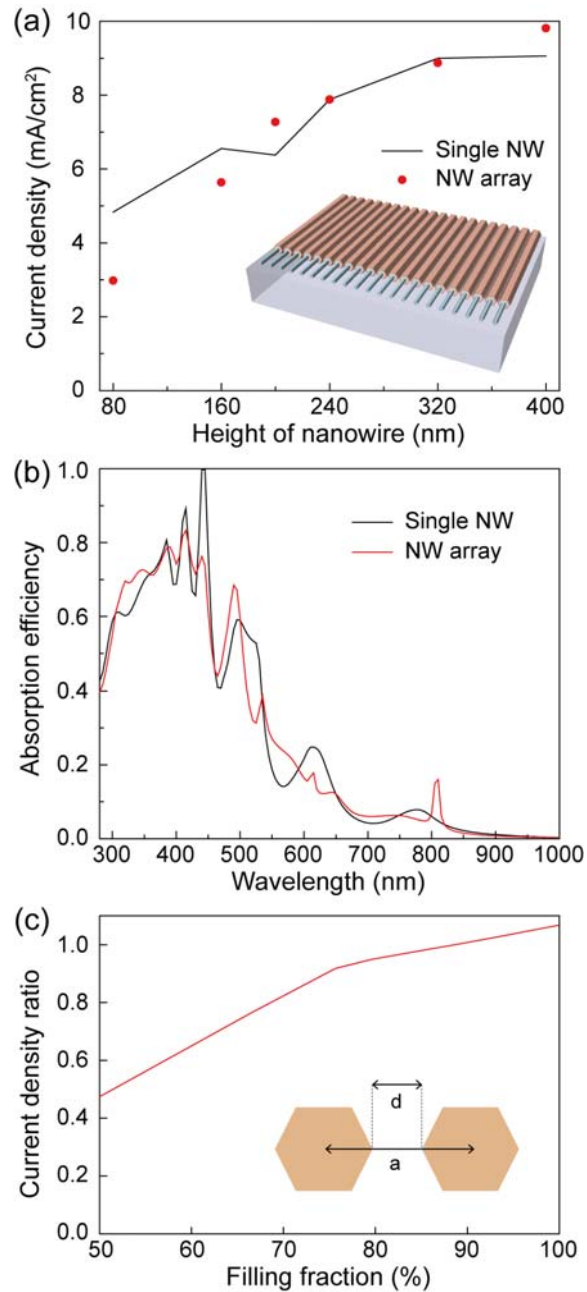 (a)
10
8
6
4
2
0
Current density (mA/cm²)
Single NW
NW array
80 160 240 320 400
Height of nanowire (nm)
(b)
1.0
0.8
0.6
0.4
0.2
0.0
Absorption efficiency
Single NW
NW array
300 400 500 600 700 800 900 1000
Wavelength (nm)
(c)
1.0
0.8
0.6
0.4
0.2
0.0
Current density ratio
d
a
50 60 70 80 90 100
Filling fraction (%)